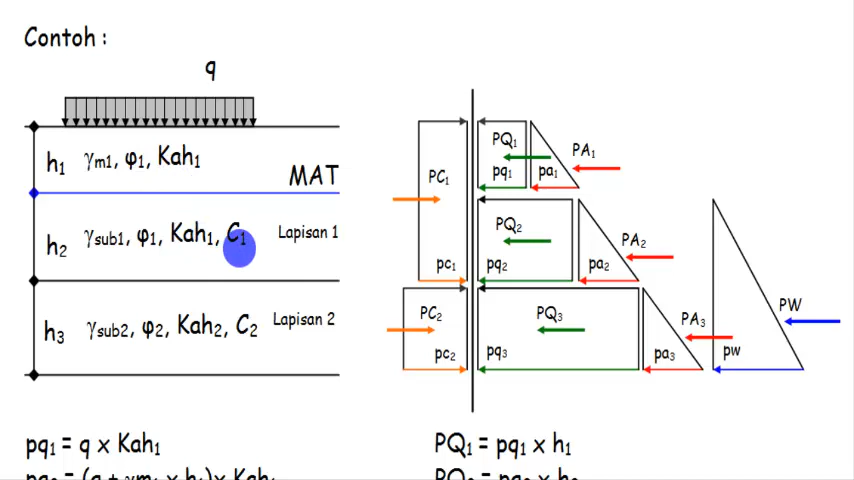 Contoh :
q
h₁ γm₁, φ₁, Kah₁
MAT
h₂ γsub₁, φ₁, Kah₁, C₁ Lapisan 1
h₃ γsub₂, φ₂, Kah₂, C₂ Lapisan 2
PC₁
pc₁
PC₂
pc₂
PQ₁
pq₁
PA₁
pa₁
PQ₂
pq₂
PA₂
pa₂
PQ₃
pq₃
PA₃
pa₃
PW
pw
pq₁ = q x Kah₁
PQ₁ = pq₁ x h₁